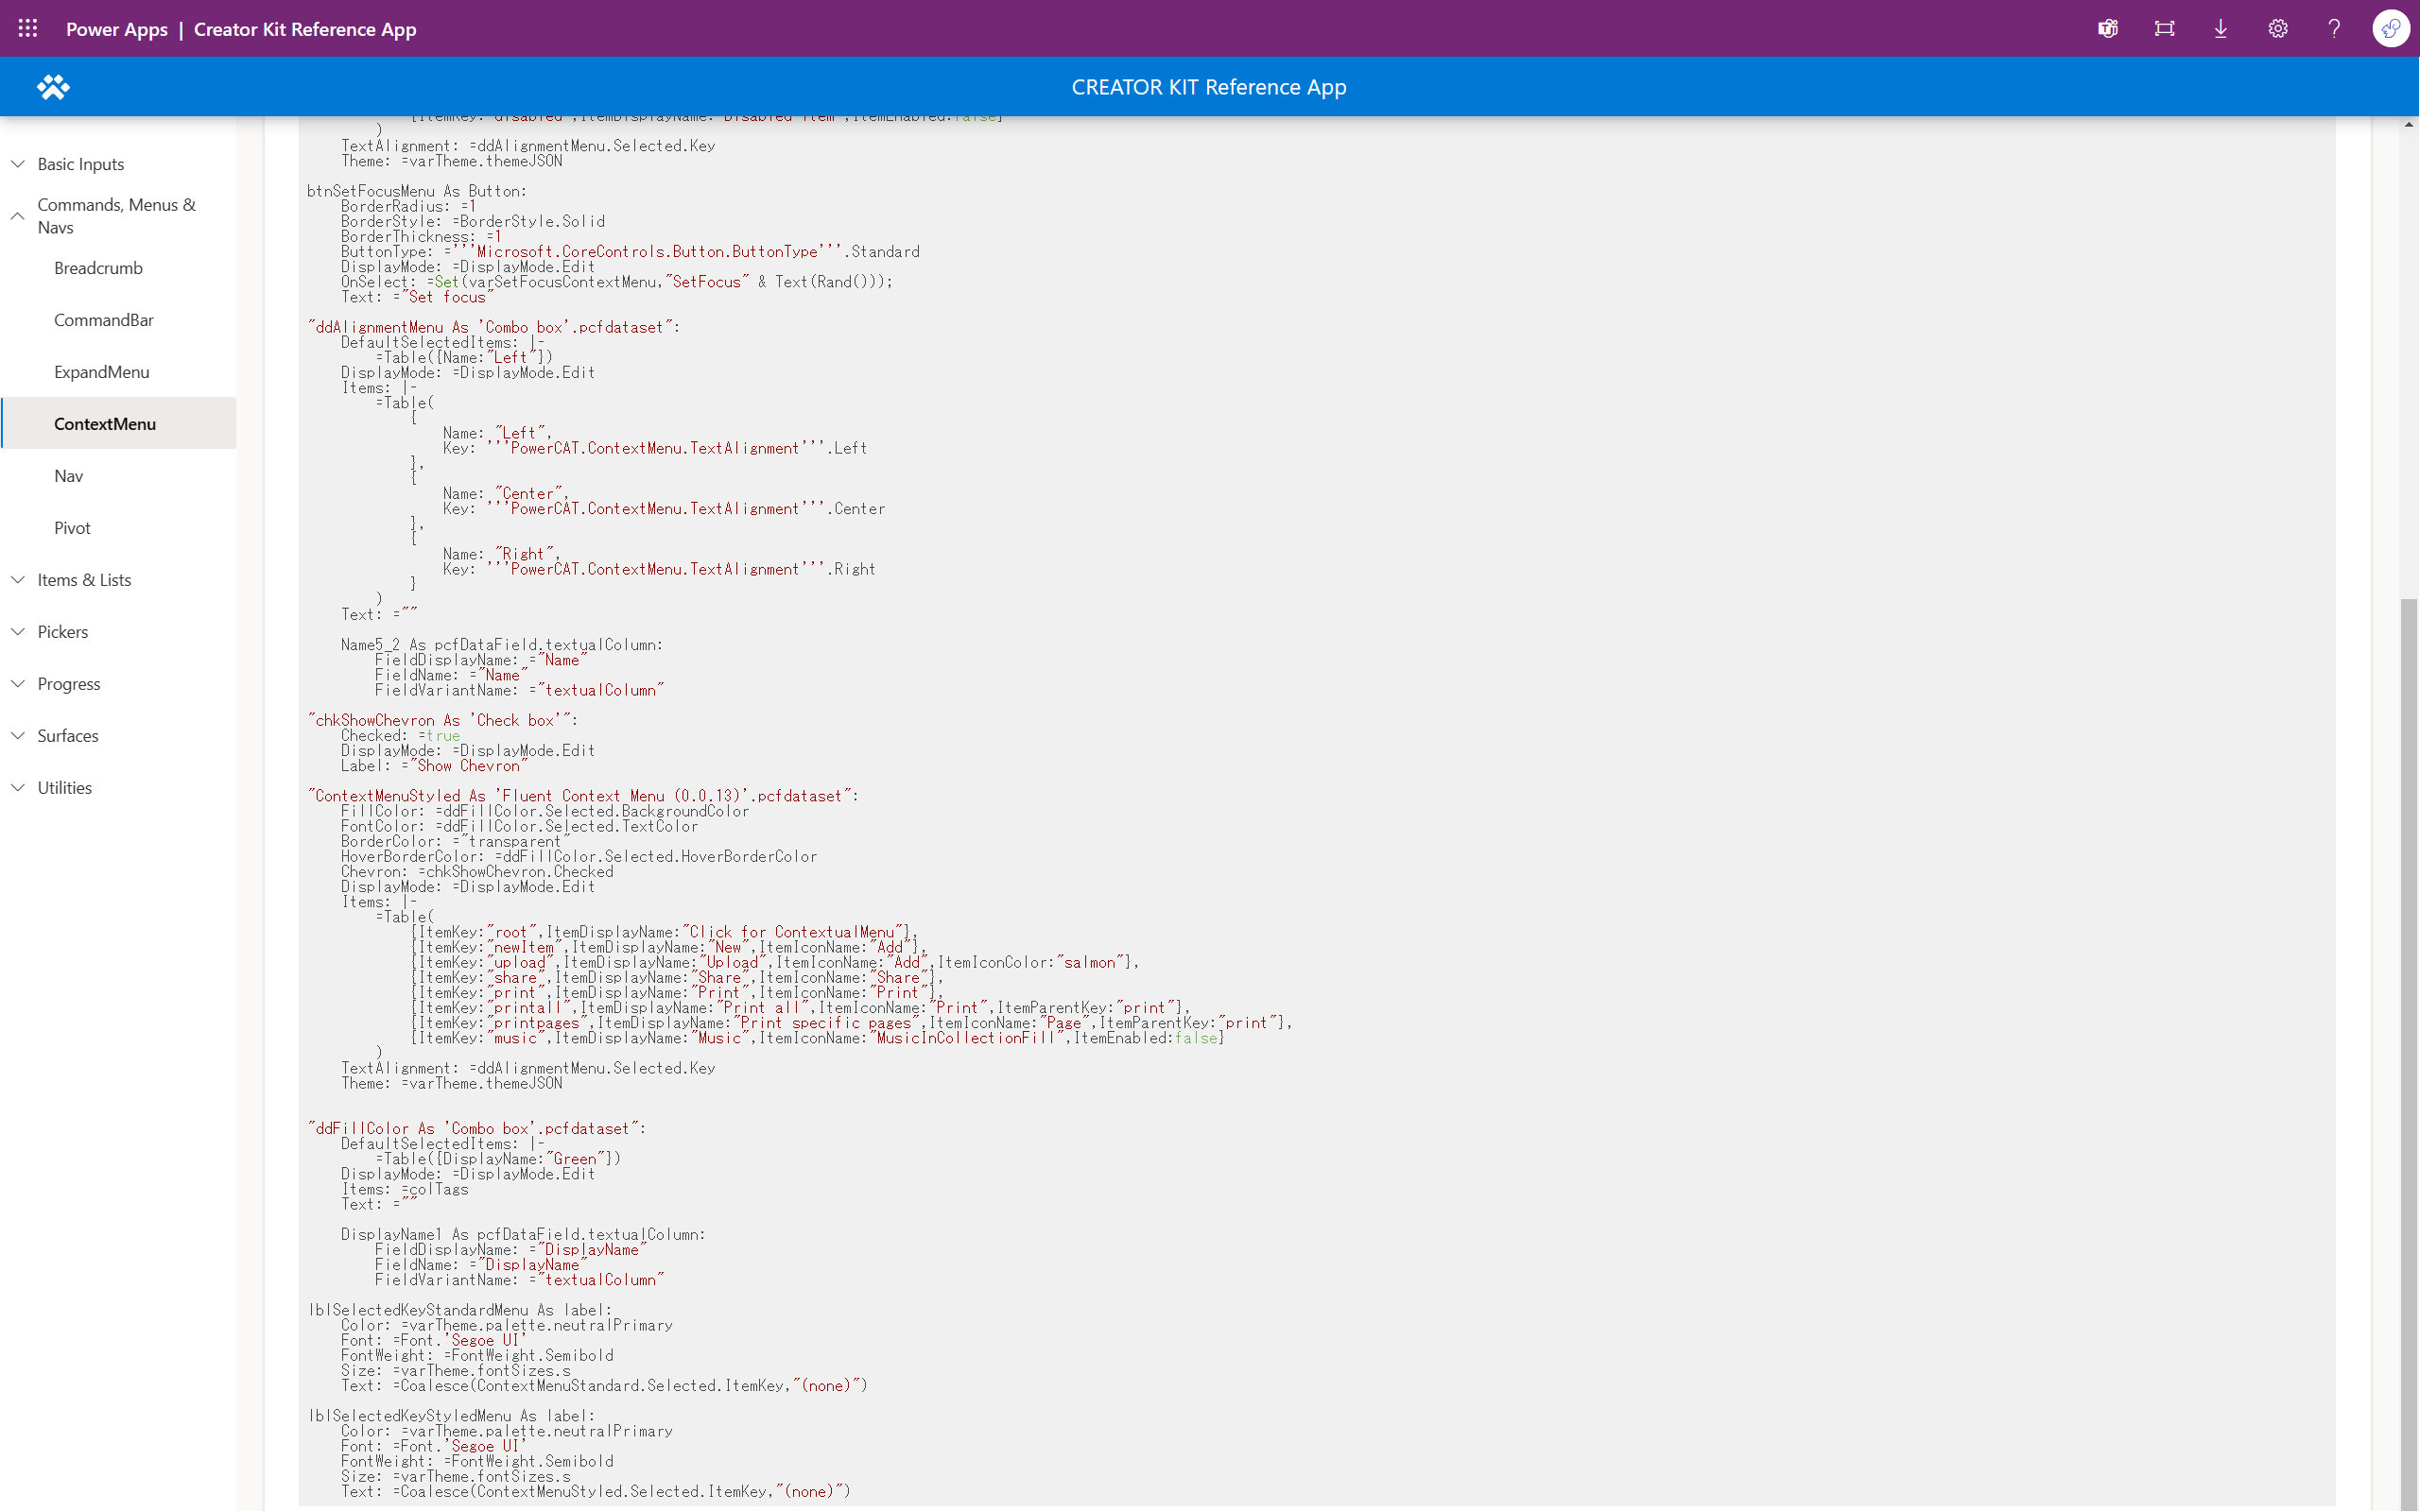 Power Apps | Creator Kit Reference App
CREATOR KIT Reference App
Basic Inputs
Commands, Menus &
Navs
Breadcrumb
CommandBar
ExpandMenu
ContextMenu
Nav
Pivot
Items & Lists
Pickers
Progress
Surfaces
Utilities
[ItemKey:"disabled",ItemDisplayName:"Disabled Item",ItemEnabled:false}
)
TextAlignment: =ddAlignmentMenu.Selected.Key
Theme: =varTheme.themeJSON
btnSetFocusMenu As Button:
BorderRadius: =1
BorderStyle: =BorderStyle.Solid
BorderThickness: =1
ButtonType: ='''Microsoft.CoreControls.Button.ButtonType'''.Standard
DisplayMode: =DisplayMode.Edit
OnSelect: =Set(varSetFocusContextMenu,"SetFocus" & Text(Rand()));
Text: ="Set focus"
"ddAlignmentMenu As 'Combo box'.pcfdataset":
DefaultSelectedItems: |-
=Table({Name:"Left"})
DisplayMode: =DisplayMode.Edit
Items: |-
=Table(
{
Name: "Left",
Key: '''PowerCAT.ContextMenu.TextAlignment'''.Left
},
{
Name: "Center",
Key: '''PowerCAT.ContextMenu.TextAlignment'''.Center
},
{
Name: "Right",
Key: '''PowerCAT.ContextMenu.TextAlignment'''.Right
}
)
Text: =""
Name5_2 As pcfDataField.textualColumn:
FieldDisplayName: ="Name"
FieldName: ="Name"
FieldVariantName: ="textualColumn"
"chkShowChevron As 'Check box'":
Checked: =true
DisplayMode: =DisplayMode.Edit
Label: ="Show Chevron"
"ContextMenuStyled As 'Fluent Context Menu (0.0.13)'.pcfdataset":
FillColor: =ddFillColor.Selected.BackgroundColor
FontColor: =ddFillColor.Selected.TextColor
BorderColor: ="transparent"
HoverBorderColor: =ddFillColor.Selected.HoverBorderColor
Chevron: =chkShowChevron.Checked
DisplayMode: =DisplayMode.Edit
Items: |-
=Table(
{ItemKey:"root",ItemDisplayName:"Click for ContextualMenu"},
{ItemKey:"newItem",ItemDisplayName:"New",ItemIconName:"Add"},
{ItemKey:"upload",ItemDisplayName:"Upload",ItemIconName:"Add",ItemIconColor:"salmon"},
{ItemKey:"share",ItemDisplayName:"Share",ItemIconName:"Share"},
{ItemKey:"print",ItemDisplayName:"Print",ItemIconName:"Print"},
{ItemKey:"printall",ItemDisplayName:"Print all",ItemIconName:"Print",ItemParentKey:"print"},
{ItemKey:"printpages",ItemDisplayName:"Print specific pages",ItemIconName:"Page",ItemParentKey:"print"},
{ItemKey:"music",ItemDisplayName:"Music",ItemIconName:"MusicInCollectionFill",ItemEnabled:false}
)
TextAlignment: =ddAlignmentMenu.Selected.Key
Theme: =varTheme.themeJSON
"ddFillColor As 'Combo box'.pcfdataset":
DefaultSelectedItems: |-
=Table({DisplayName:"Green"})
DisplayMode: =DisplayMode.Edit
Items: =colTags
Text: =""
DisplayName1 As pcfDataField.textualColumn:
FieldDisplayName: ="DisplayName"
FieldName: ="DisplayName"
FieldVariantName: ="textualColumn"
lblSelectedKeyStandardMenu As label:
Color: =varTheme.palette.neutralPrimary
Font: =Font.'Segoe UI'
FontWeight: =FontWeight.Semibold
Size: =varTheme.fontSizes.s
Text: =Coalesce(ContextMenuStandard.Selected.ItemKey,"(none)")
lblSelectedKeyStyledMenu As label:
Color: =varTheme.palette.neutralPrimary
Font: =Font.'Segoe UI'
FontWeight: =FontWeight.Semibold
Size: =varTheme.fontSizes.s
Text: =Coalesce(ContextMenuStyled.Selected.ItemKey,"(none)")